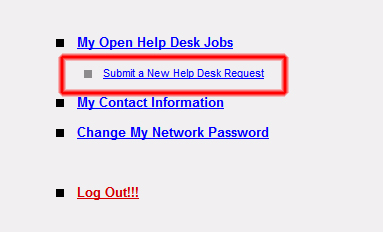 My Open Help Desk Jobs
Submit a New Help Desk Request
My Contact Information
Change My Network Password
Log Out!!!